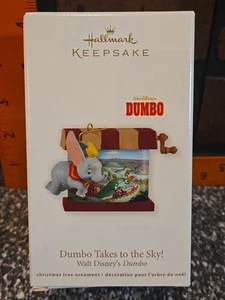 Hallmark
KEEPSAKE
Walt Disney's
DUMBO
Dumbo Takes to the Sky!
Walt Disney's Dumbo
christmas tree ornament • décoration pour l'arbre de noël